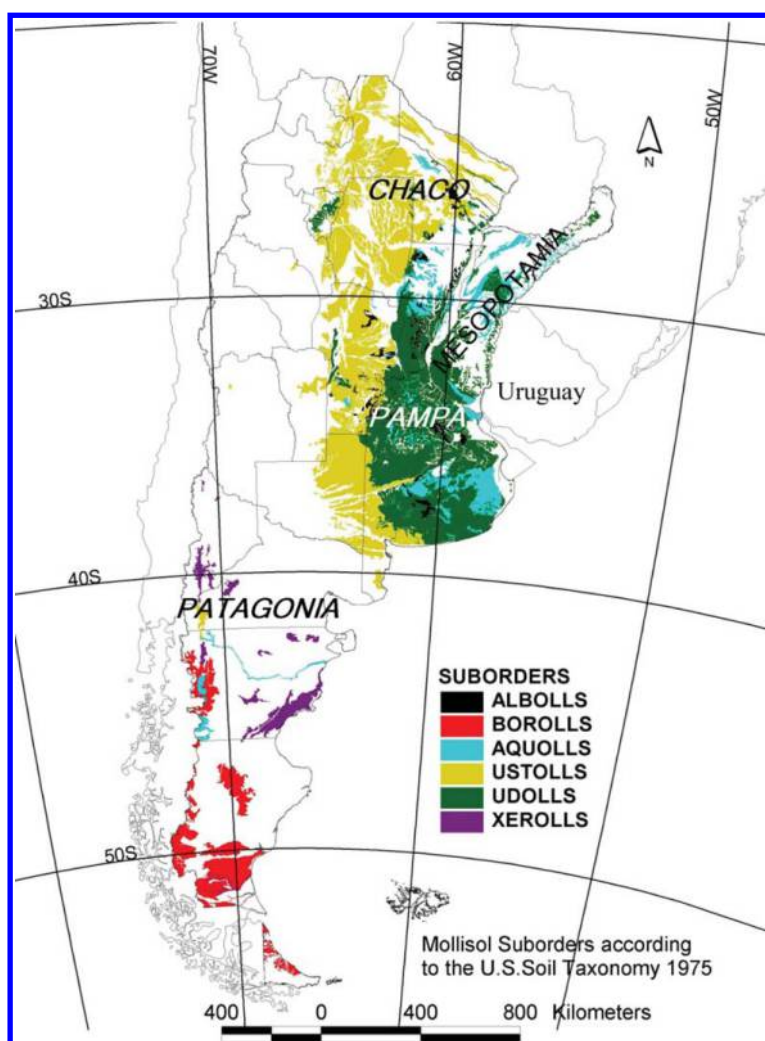 70W
60W
50W
N
CHACO
MESOPOTAMIA
30S
Uruguay
PAMPA
40S
PATAGONIA
SUBORDERS
ALBOLLS
BOROLLS
AQUOLLS
USTOLLS
UDOLLS
XEROLLS
50S
Mollisol Suborders according
to the U.S.Soil Taxonomy 1975
400 0 400 800 Kilometers